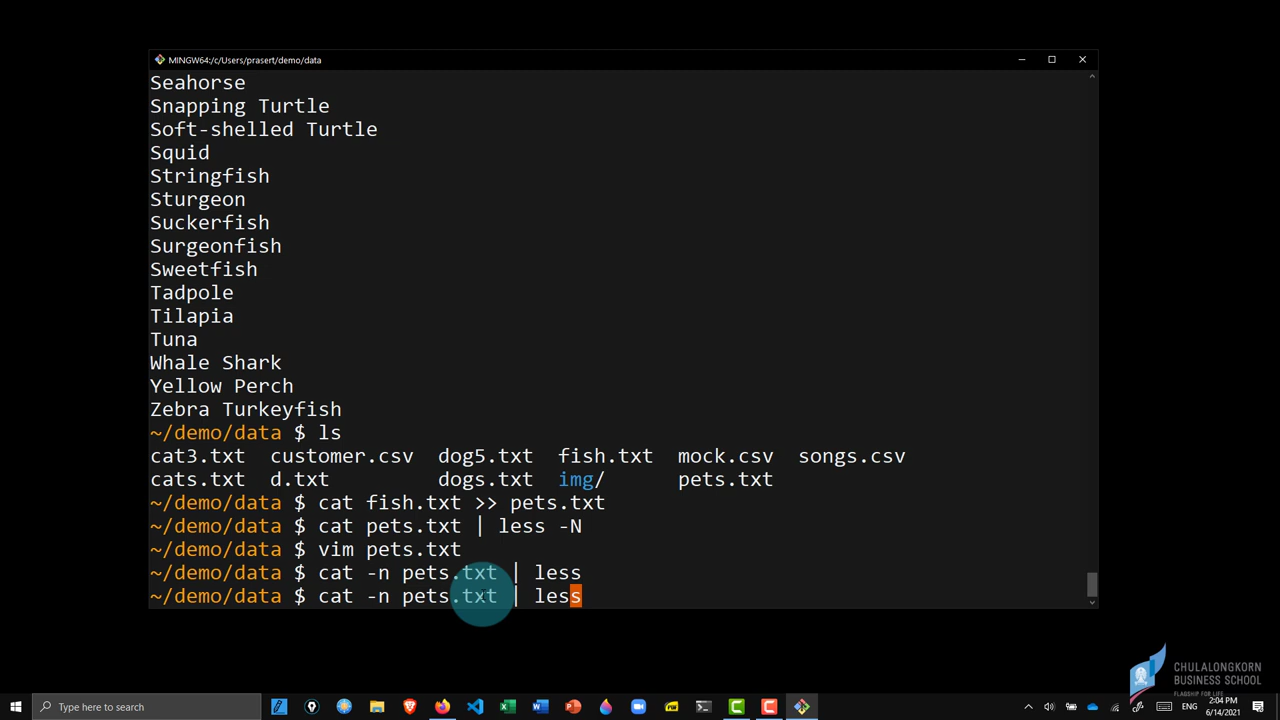 MINGW64:/c/Users/prasert/demo/data
Seahorse
Snapping Turtle
Soft-shelled Turtle
Squid
Stringfish
Sturgeon
Suckerfish
Surgeonfish
Sweetfish
Tadpole
Tilapia
Tuna
Whale Shark
Yellow Perch
Zebra Turkeyfish
~/demo/data $ ls
cat3.txt customer.csv dog5.txt fish.txt mock.csv songs.csv
cats.txt d.txt dogs.txt img/ pets.txt
~/demo/data $ cat fish.txt >> pets.txt
~/demo/data $ cat pets.txt | less -N
~/demo/data $ vim pets.txt
~/demo/data $ cat -n pets.txt | less
~/demo/data $ cat -n pets.txt | less
CHULALONGKORN
BUSINESS SCHOOL
FLAGSHIP FOR LIFE
Type here to search
ENG
2:04 PM
6/14/2021